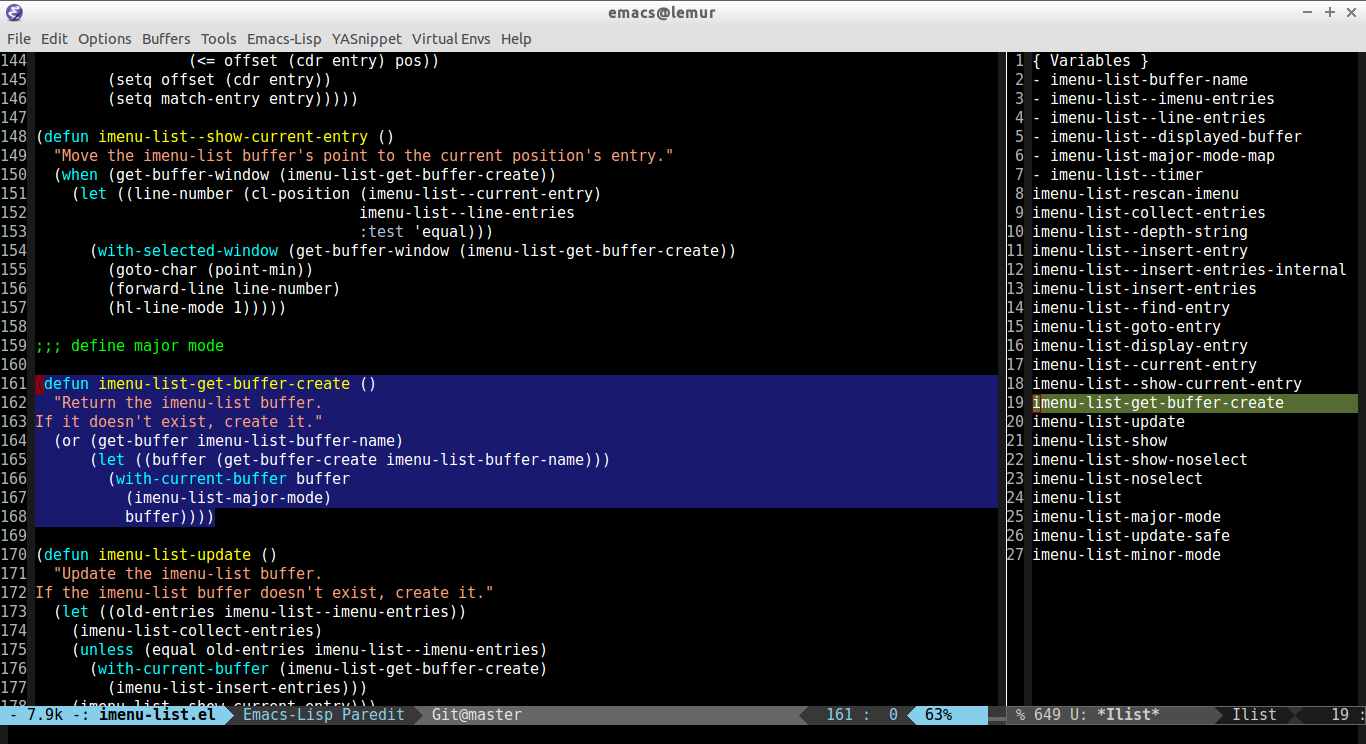 emacs@lemur
File Edit Options Buffers Tools Emacs-Lisp YASnippet Virtual Envs Help
144                  (<= offset (cdr entry) pos))
145         (setq offset (cdr entry))
146         (setq match-entry entry)))))
147
148 (defun imenu-list--show-current-entry ()
149   "Move the imenu-list buffer's point to the current position's entry."
150   (when (get-buffer-window (imenu-list-get-buffer-create))
151     (let ((line-number (cl-position (imenu-list--current-entry)
152                                     imenu-list--line-entries
153                                     :test 'equal)))
154       (with-selected-window (get-buffer-window (imenu-list-get-buffer-create))
155         (goto-char (point-min))
156         (forward-line line-number)
157         (hl-line-mode 1)))))
158
159 ;;; define major mode
160
161 (defun imenu-list-get-buffer-create ()
162   "Return the imenu-list buffer.
163 If it doesn't exist, create it."
164   (or (get-buffer imenu-list-buffer-name)
165       (let ((buffer (get-buffer-create imenu-list-buffer-name)))
166         (with-current-buffer buffer
167           (imenu-list-major-mode)
168           buffer))))
169
170 (defun imenu-list-update ()
171   "Update the imenu-list buffer.
172 If the imenu-list buffer doesn't exist, create it."
173   (let ((old-entries imenu-list--imenu-entries))
174     (imenu-list-collect-entries)
175     (unless (equal old-entries imenu-list--imenu-entries)
176       (with-current-buffer (imenu-list-get-buffer-create)
177         (imenu-list-insert-entries)))
178     (imenu-list--show-current-entry)))
- 7.9k -: imenu-list.el Emacs-Lisp Paredit Git@master 161 : 0 63%
1 { Variables }
2 - imenu-list-buffer-name
3 - imenu-list--imenu-entries
4 - imenu-list--line-entries
5 - imenu-list--displayed-buffer
6 - imenu-list-major-mode-map
7 - imenu-list--timer
8 imenu-list-rescan-imenu
9 imenu-list-collect-entries
10 imenu-list--depth-string
11 imenu-list--insert-entry
12 imenu-list--insert-entries-internal
13 imenu-list-insert-entries
14 imenu-list--find-entry
15 imenu-list-goto-entry
16 imenu-list-display-entry
17 imenu-list--current-entry
18 imenu-list--show-current-entry
19 imenu-list-get-buffer-create
20 imenu-list-update
21 imenu-list-show
22 imenu-list-show-noselect
23 imenu-list-noselect
24 imenu-list
25 imenu-list-major-mode
26 imenu-list-update-safe
27 imenu-list-minor-mode
% 649 U: *Ilist* Ilist 19 :